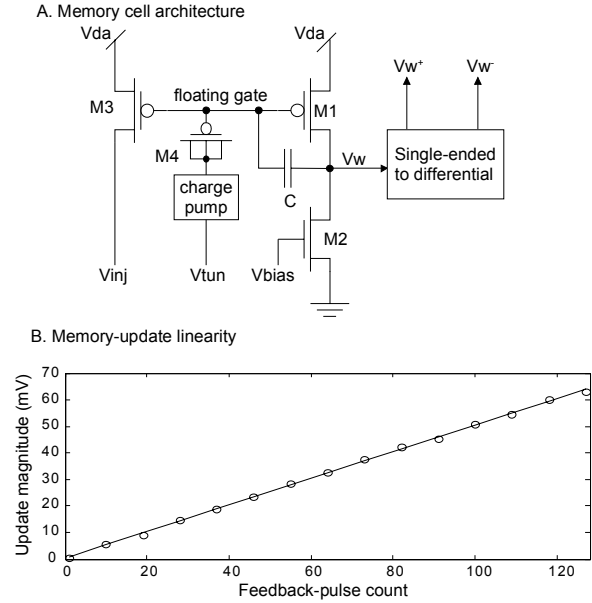 A. Memory cell architecture
Vda
Vda
Vw⁺
Vw⁻
floating gate
M3
M1
M4
Vw
Single-ended
to differential
charge
pump
C
M2
Vinj
Vtun
Vbias
B. Memory-update linearity
Update magnitude (mV)
70
60
50
40
30
20
10
0
0 20 40 60 80 100 120
Feedback-pulse count